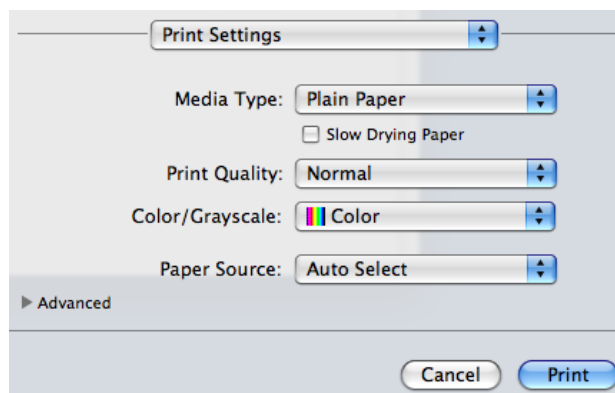 Print Settings
Media Type: Plain Paper
Slow Drying Paper
Print Quality: Normal
Color/Grayscale: Color
Paper Source: Auto Select
Advanced
Cancel Print